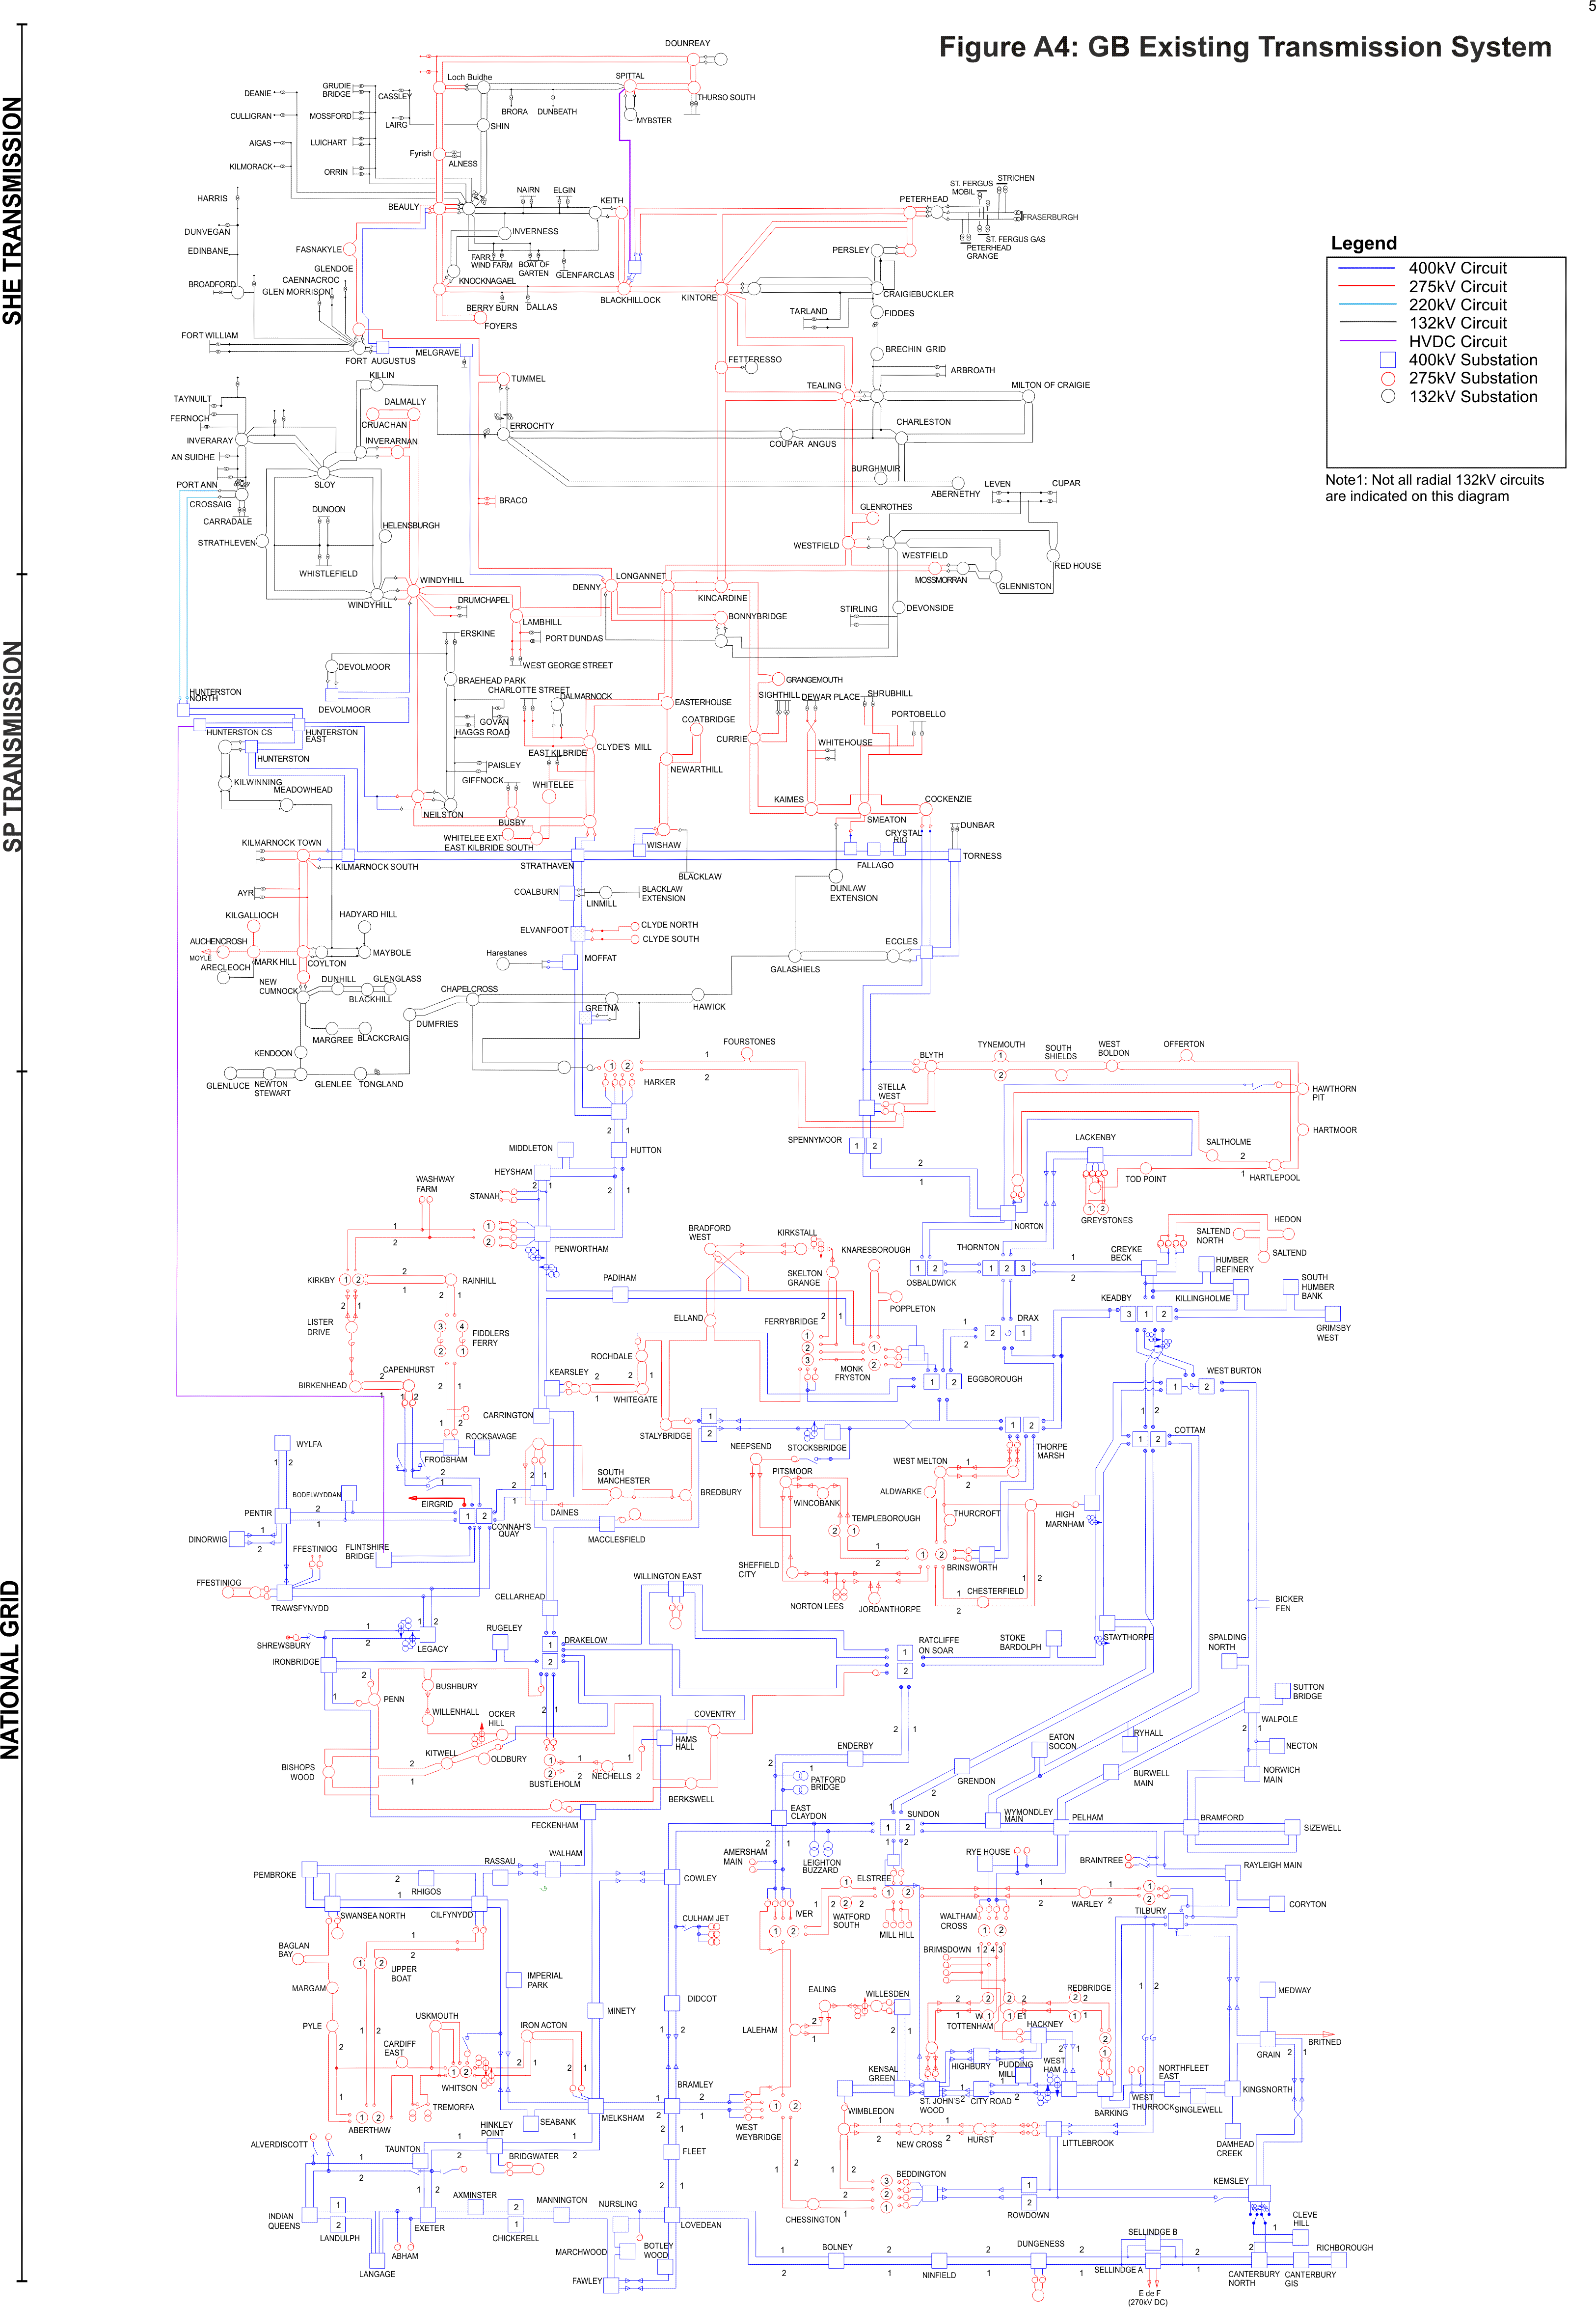 5
Figure A4: GB Existing Transmission System
SHE TRANSMISSION
SP TRANSMISSION
NATIONAL GRID
Legend
400kV Circuit
275kV Circuit
220kV Circuit
132kV Circuit
HVDC Circuit
400kV Substation
275kV Substation
132kV Substation
Note1: Not all radial 132kV circuits
are indicated on this diagram
DOUNREAY
Loch Buidhe
SPITTAL
THURSO SOUTH
MYBSTER
DEANIE
GRUDIE
BRIDGE
CASSLEY
CULLIGRAN
MOSSFORD
LAIRG
BRORA
DUNBEATH
SHIN
AIGAS
LUICHART
Fyrish
ALNESS
KILMORACK
ORRIN
HARRIS
BEAULY
NAIRN
ELGIN
KEITH
PETERHEAD
ST. FERGUS
MOBIL
STRICHEN
FRASERBURGH
ST. FERGUS GAS
PETERHEAD
GRANGE
DUNVEGAN
EDINBANE
FASNAKYLE
INVERNESS
FARR
WIND FARM
BOAT OF
GARTEN
GLENFARCLAS
PERSLEY
GLENDOE
CAENNACROC
GLEN MORRISON
BROADFORD
KNOCKNAGAEL
BLACKHILLOCK
KINTORE
CRAIGIEBUCKLER
BERRY BURN
DALLAS
FOYERS
TARLAND
FIDDES
FORT WILLIAM
FORT AUGUSTUS
MELGRAVE
BRECHIN GRID
FETTERESSO
ARBROATH
KILLIN
TUMMEL
TEALING
MILTON OF CRAIGIE
TAYNUILT
DALMALLY
FERNOCH
CRUACHAN
INVERARAY
INVERARNAN
ERROCHTY
COUPAR ANGUS
CHARLESTON
AN SUIDHE
SLOY
BURGHMUIR
ABERNETHY
PORT ANN
CROSSAIG
CARRADALE
DUNOON
BRACO
LEVEN
CUPAR
GLENROTHES
HELENSBURGH
STRATHLEVEN
WHISTLEFIELD
WESTFIELD
WESTFIELD
RED HOUSE
MOSSMORRAN
GLENNISTON
WINDYHILL
WINDYHILL
LONGANNET
DENNY
KINCARDINE
DRUMCHAPEL
LAMBHILL
BONNYBRIDGE
STIRLING
DEVONSIDE
PORT DUNDAS
ERSKINE
WEST GEORGE STREET
DEVOLMOOR
BRAEHEAD PARK
GRANGEMOUTH
CHARLOTTE STREET
DALMARNOCK
SIGHTHILL
DEWAR PLACE
SHRUBHILL
HUNTERSTON
NORTH
DEVOLMOOR
EASTERHOUSE
GOVAN
HAGGS ROAD
COATBRIDGE
PORTOBELLO
HUNTERSTON CS
HUNTERSTON
EAST
CURRIE
WHITEHOUSE
EAST KILBRIDE
CLYDE'S MILL
HUNTERSTON
PAISLEY
NEWARTHILL
KILWINNING
GIFFNOCK
WHITELEE
MEADOWHEAD
KAIMES
COCKENZIE
NEILSTON
BUSBY
SMEATON
WHITELEE EXT
EAST KILBRIDE SOUTH
CRYSTAL
RIG
DUNBAR
KILMARNOCK TOWN
WISHAW
KILMARNOCK SOUTH
STRATHAVEN
FALLAGO
TORNESS
BLACKLAW
AYR
COALBURN
LINMILL
BLACKLAW
EXTENSION
DUNLAW
EXTENSION
KILGALLIOCH
HADYARD HILL
ELVANFOOT
CLYDE NORTH
CLYDE SOUTH
AUCHENCROSH
MOYLE
MARK HILL
COYLTON
MAYBOLE
ECCLES
ARECLEOCH
Harestanes
MOFFAT
GALASHIELS
NEW
CUMNOCK
DUNHILL
GLENGLASS
BLACKHILL
CHAPELCROSS
GRETNA
HAWICK
MARGREE
BLACKCRAIG
DUMFRIES
KENDOON
GLENLUCE
NEWTON
STEWART
GLENLEE
TONGLAND
FOURSTONES
1
2
HARKER
BLYTH
TYNEMOUTH
SOUTH
SHIELDS
WEST
BOLDON
OFFERTON
STELLA
WEST
HAWTHORN
PIT
HARTMOOR
SPENNYMOOR
LACKENBY
SALTHOLME
HARTLEPOOL
TOD POINT
GREYSTONES
MIDDLETON
HUTTON
HEYSHAM
WASHWAY
FARM
STANAH
PENWORTHAM
NORTON
BRADFORD
WEST
KIRKSTALL
KNARESBOROUGH
THORNTON
CREYKE
BECK
SALTEND
NORTH
HEDON
SALTEND
KIRKBY
RAINHILL
PADIHAM
SKELTON
GRANGE
POPPLETON
OSBALDWICK
HUMBER
REFINERY
SOUTH
HUMBER
BANK
KEADBY
KILLINGHOLME
GRIMSBY
WEST
LISTER
DRIVE
FIDDLERS
FERRY
ELLAND
FERRYBRIDGE
DRAX
ROCHDALE
MONK
FRYSTON
EGGBOROUGH
WEST BURTON
CAPENHURST
BIRKENHEAD
KEARSLEY
WHITEGATE
CARRINGTON
STALYBRIDGE
STOCKSBRIDGE
THORPE
MARSH
COTTAM
WYLFA
ROCKSAVAGE
FRODSHAM
NEEPSEND
PITSMOOR
WEST MELTON
BODELWYDDAN
EIRGRID
SOUTH
MANCHESTER
BREDBURY
WINCOBANK
ALDWARKE
THURCROFT
HIGH
MARNHAM
PENTIR
CONNAH'S
QUAY
DAINES
MACCLESFIELD
TEMPLEBOROUGH
DINORWIG
FFESTINIOG
FLINTSHIRE
BRIDGE
SHEFFIELD
CITY
BRINSWORTH
FFESTINIOG
TRAWSFYNYDD
CELLARHEAD
WILLINGTON EAST
NORTON LEES
JORDANTHORPE
CHESTERFIELD
BICKER
FEN
SHREWSBURY
LEGACY
RUGELEY
DRAKELOW
RATCLIFFE
ON SOAR
STOKE
BARDOLPH
STAYTHORPE
SPALDING
NORTH
IRONBRIDGE
PENN
BUSHBURY
WILLENHALL
OCKER
HILL
COVENTRY
SUTTON
BRIDGE
WALPOLE
BISHOPS
WOOD
KITWELL
OLDBURY
BUSTLEHOLM
NECHELLS
HAMS
HALL
BERKSWELL
ENDERBY
EATON
SOCON
RYHALL
NECTON
PATFORD
BRIDGE
GRENDON
BURWELL
MAIN
NORWICH
MAIN
FECKENHAM
EAST
CLAYDON
SUNDON
WYMONDLEY
MAIN
PELHAM
BRAMFORD
SIZEWELL
PEMBROKE
RASSAU
WALHAM
AMERSHAM
MAIN
LEIGHTON
BUZZARD
RYE HOUSE
BRAINTREE
RAYLEIGH MAIN
RHIGOS
COWLEY
ELSTREE
SWANSEA NORTH
CILFYNYDD
CULHAM JET
IVER
WATFORD
SOUTH
MILL HILL
WALTHAM
CROSS
WARLEY
TILBURY
CORYTON
BAGLAN
BAY
UPPER
BOAT
IMPERIAL
PARK
BRIMSDOWN
MARGAM
DIDCOT
EALING
WILLESDEN
REDBRIDGE
MEDWAY
PYLE
USKMOUTH
IRON ACTON
MINETY
LALEHAM
TOTTENHAM
HACKNEY
BRITNED
CARDIFF
EAST
WHITSON
KENSAL
GREEN
HIGHBURY
PUDDING
MILL
WEST
HAM
NORTHFLEET
EAST
GRAIN
KINGSNORTH
TREMORFA
ABERTHAW
SEABANK
MELKSHAM
BRAMLEY
WEST
WEYBRIDGE
WIMBLEDON
ST. JOHN'S
WOOD
CITY ROAD
BARKING
WEST
THURROCK
SINGLEWELL
ALVERDISCOTT
TAUNTON
HINKLEY
POINT
BRIDGWATER
FLEET
NEW CROSS
HURST
LITTLEBROOK
DAMHEAD
CREEK
BEDDINGTON
KEMSLEY
INDIAN
QUEENS
LANDULPH
EXETER
AXMINSTER
CHICKERELL
MANNINGTON
NURSLING
LOVEDEAN
CHESSINGTON
ROWDOWN
CLEVE
HILL
LANGAGE
ABHAM
MARCHWOOD
BOTLEY
WOOD
FAWLEY
BOLNEY
NINFIELD
DUNGENESS
SELLINDGE B
SELLINDGE A
E de F
(270kV DC)
CANTERBURY
NORTH
CANTERBURY
GIS
RICHBOROUGH